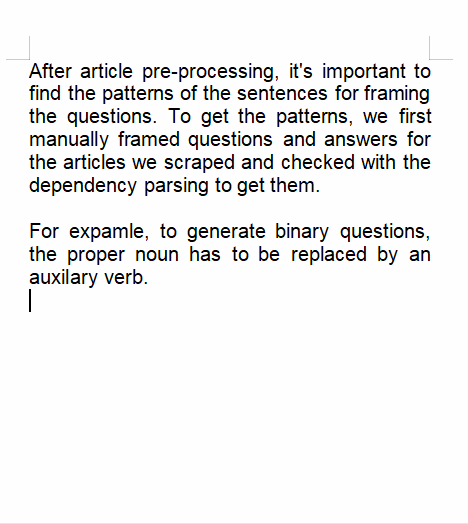 After article pre-processing, it's important to
find the patterns of the sentences for framing
the questions. To get the patterns, we first
manually framed questions and answers for
the articles we scraped and checked with the
dependency parsing to get them.
For expamle, to generate binary questions,
the proper noun has to be replaced by an
auxilary verb.